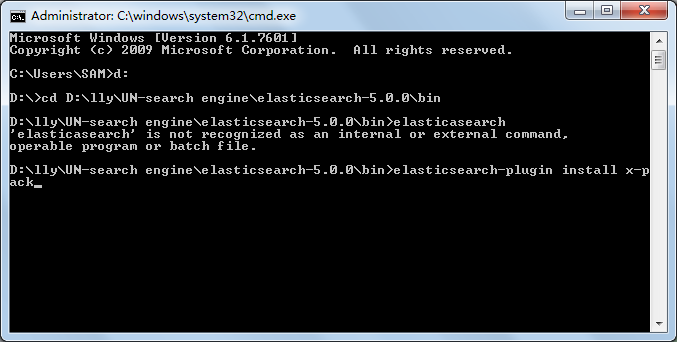 Administrator: C:\windows\system32\cmd.exe
Microsoft Windows [Version 6.1.7601]
Copyright (c) 2009 Microsoft Corporation.  All rights reserved.
C:\Users\SAM>d:
D:\>cd D:\lly\UN-search engine\elasticsearch-5.0.0\bin
D:\lly\UN-search engine\elasticsearch-5.0.0\bin>elasticasearch
'elasticasearch' is not recognized as an internal or external command,
operable program or batch file.
D:\lly\UN-search engine\elasticsearch-5.0.0\bin>elasticsearch-plugin install x-p
ack